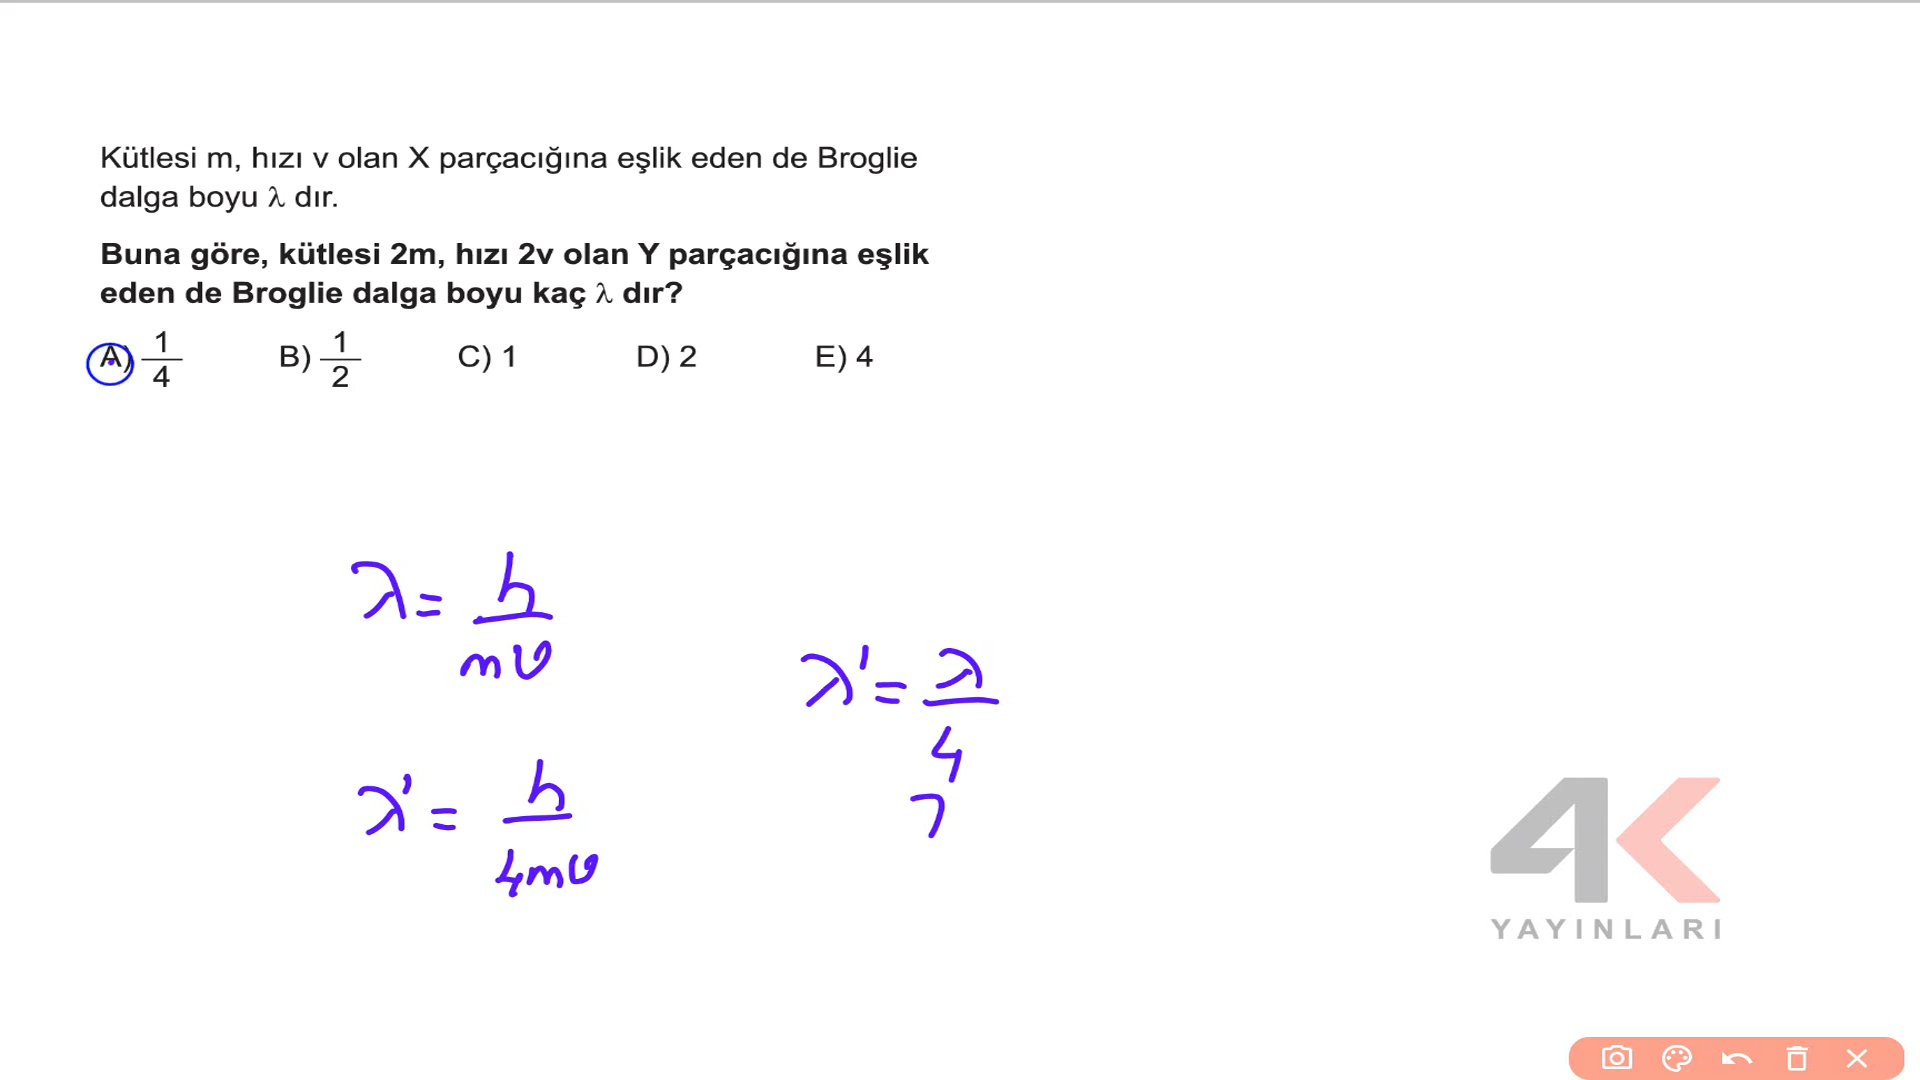 Kütlesi m, hızı v olan X parçacığına eşlik eden de Broglie
dalga boyu λ dır.
Buna göre, kütlesi 2m, hızı 2v olan Y parçacığına eşlik
eden de Broglie dalga boyu kaç λ dır?
A) 1/4 B) 1/2 C) 1 D) 2 E) 4
λ = h/mv
λ' = λ/4
λ' = h/4mv
4K
YAYINLARI